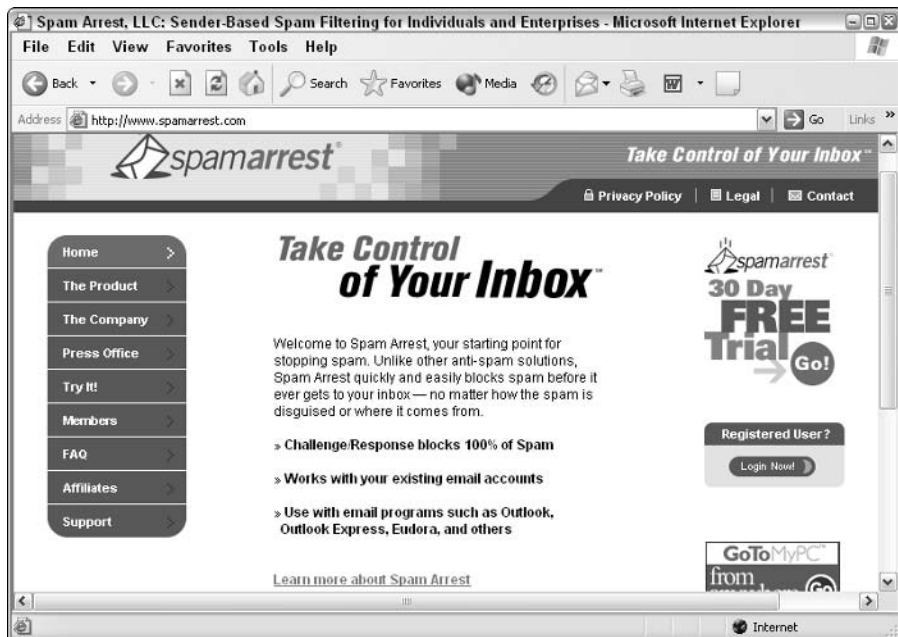 Spam Arrest, LLC: Sender-Based Spam Filtering for Individuals and Enterprises - Microsoft Internet Explorer
File Edit View Favorites Tools Help
Back Search Favorites Media
Address http://www.spamarrest.com Go Links »
spamarrest® Take Control of Your Inbox™
Privacy Policy | Legal | Contact
Home
The Product
The Company
Press Office
Try It!
Members
FAQ
Affiliates
Support
Take Control
of Your Inbox™
Welcome to Spam Arrest, your starting point for
stopping spam. Unlike other anti-spam solutions,
Spam Arrest quickly and easily blocks spam before it
ever gets to your inbox — no matter how the spam is
disguised or where it comes from.
» Challenge/Response blocks 100% of Spam
» Works with your existing email accounts
» Use with email programs such as Outlook,
Outlook Express, Eudora, and others
Learn more about Spam Arrest
spamarrest®
30 Day
FREE
Trial
Go!
Registered User?
Login Now!
GoToMyPC™
from
Go
Internet